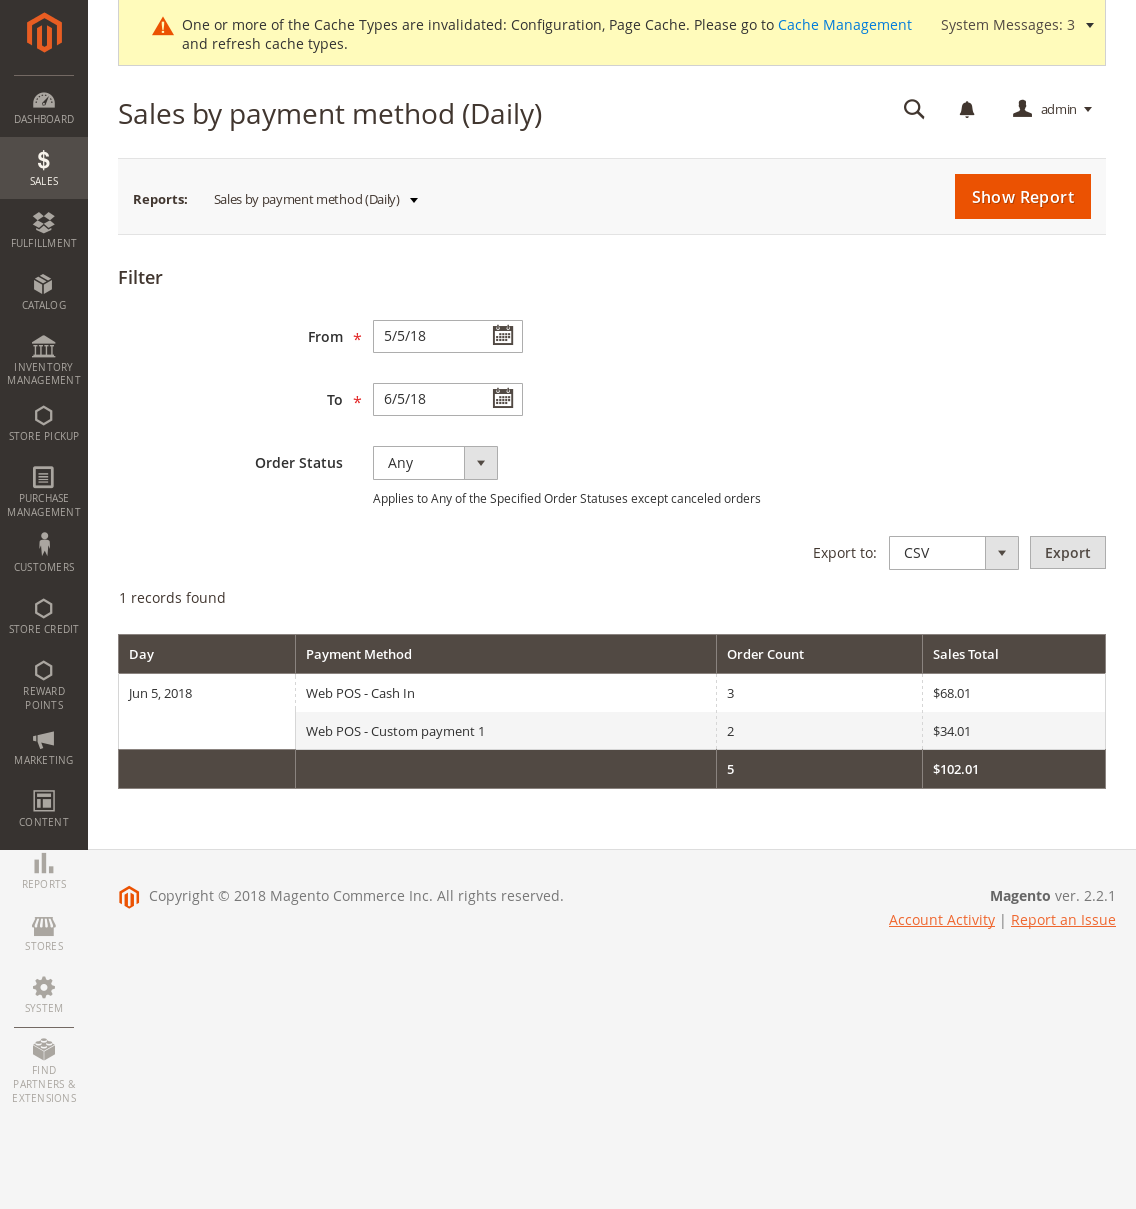 One or more of the Cache Types are invalidated: Configuration, Page Cache. Please go to Cache Management
and refresh cache types.
System Messages: 3
Sales by payment method (Daily)
admin
Reports:
Sales by payment method (Daily)
Show Report
DASHBOARD
SALES
FULFILLMENT
CATALOG
INVENTORY
MANAGEMENT
STORE PICKUP
PURCHASE
MANAGEMENT
CUSTOMERS
STORE CREDIT
REWARD
POINTS
MARKETING
CONTENT
REPORTS
STORES
SYSTEM
FIND
PARTNERS &
EXTENSIONS
Filter
From * 5/5/18
To * 6/5/18
Order Status Any
Applies to Any of the Specified Order Statuses except canceled orders
Export to: CSV Export
1 records found
Day Payment Method Order Count Sales Total
Jun 5, 2018 Web POS - Cash In 3 $68.01
Web POS - Custom payment 1 2 $34.01
5 $102.01
Copyright © 2018 Magento Commerce Inc. All rights reserved.
Magento ver. 2.2.1
Account Activity | Report an Issue